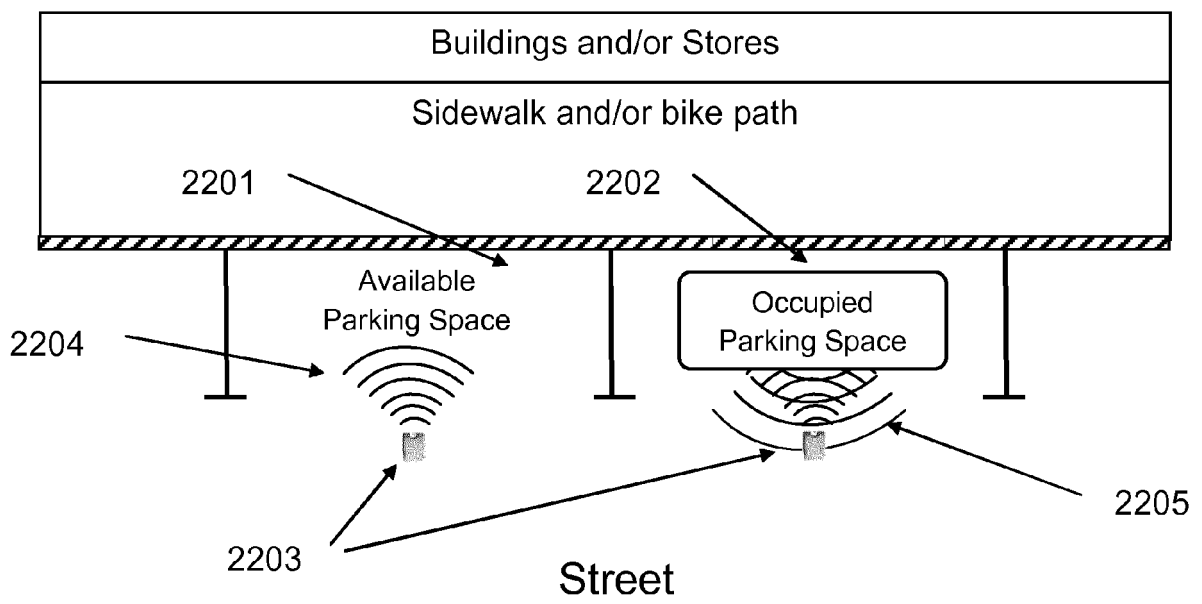 Buildings and/or Stores
Sidewalk and/or bike path
2201
2202
Available
Parking Space
Occupied
Parking Space
2204
2205
2203
Street